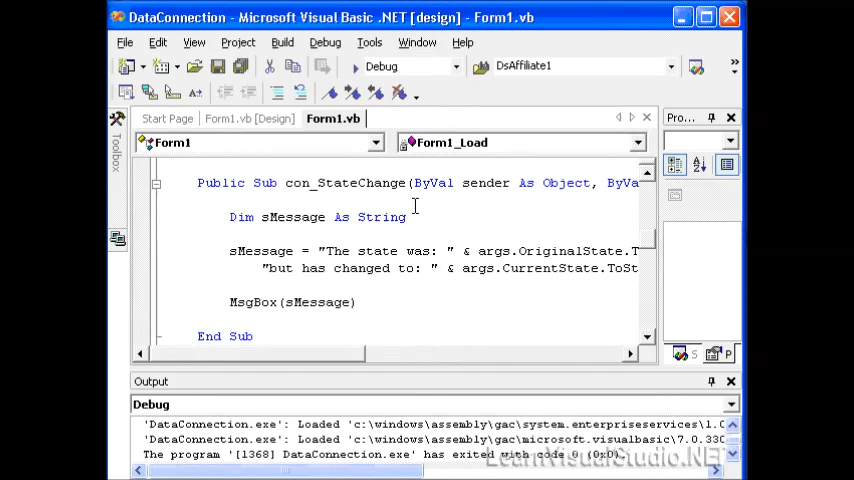 DataConnection - Microsoft Visual Basic .NET [design] - Form1.vb
File Edit View Project Build Debug Tools Window Help
Debug DsAffiliate1
Start Page Form1.vb [Design] Form1.vb Pro...
Toolbox
Form1 Form1_Load
Public Sub con_StateChange(ByVal sender As Object, ByVa
Dim sMessage As String
sMessage = "The state was: " & args.OriginalState.T
"but has changed to: " & args.CurrentState.ToSt
MsgBox(sMessage)
End Sub
S P
Output
Debug
'DataConnection.exe': Loaded 'c:\windows\assembly\gac\system.enterpriseservices\1.0
'DataConnection.exe': Loaded 'c:\windows\assembly\gac\microsoft.visualbasic\7.0.330
The program '[1368] DataConnection.exe' has exited with code 0 (0x0).
LearnVisualStudio.NET